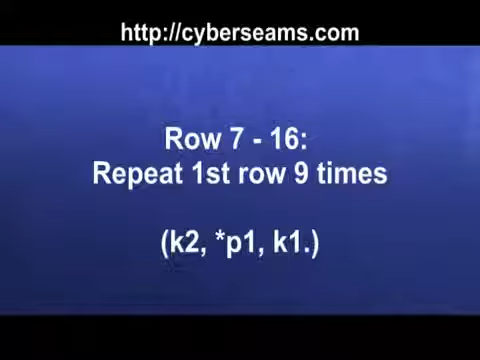 http://cyberseams.com
Row 7 - 16:
Repeat 1st row 9 times
(k2, *p1, k1.)